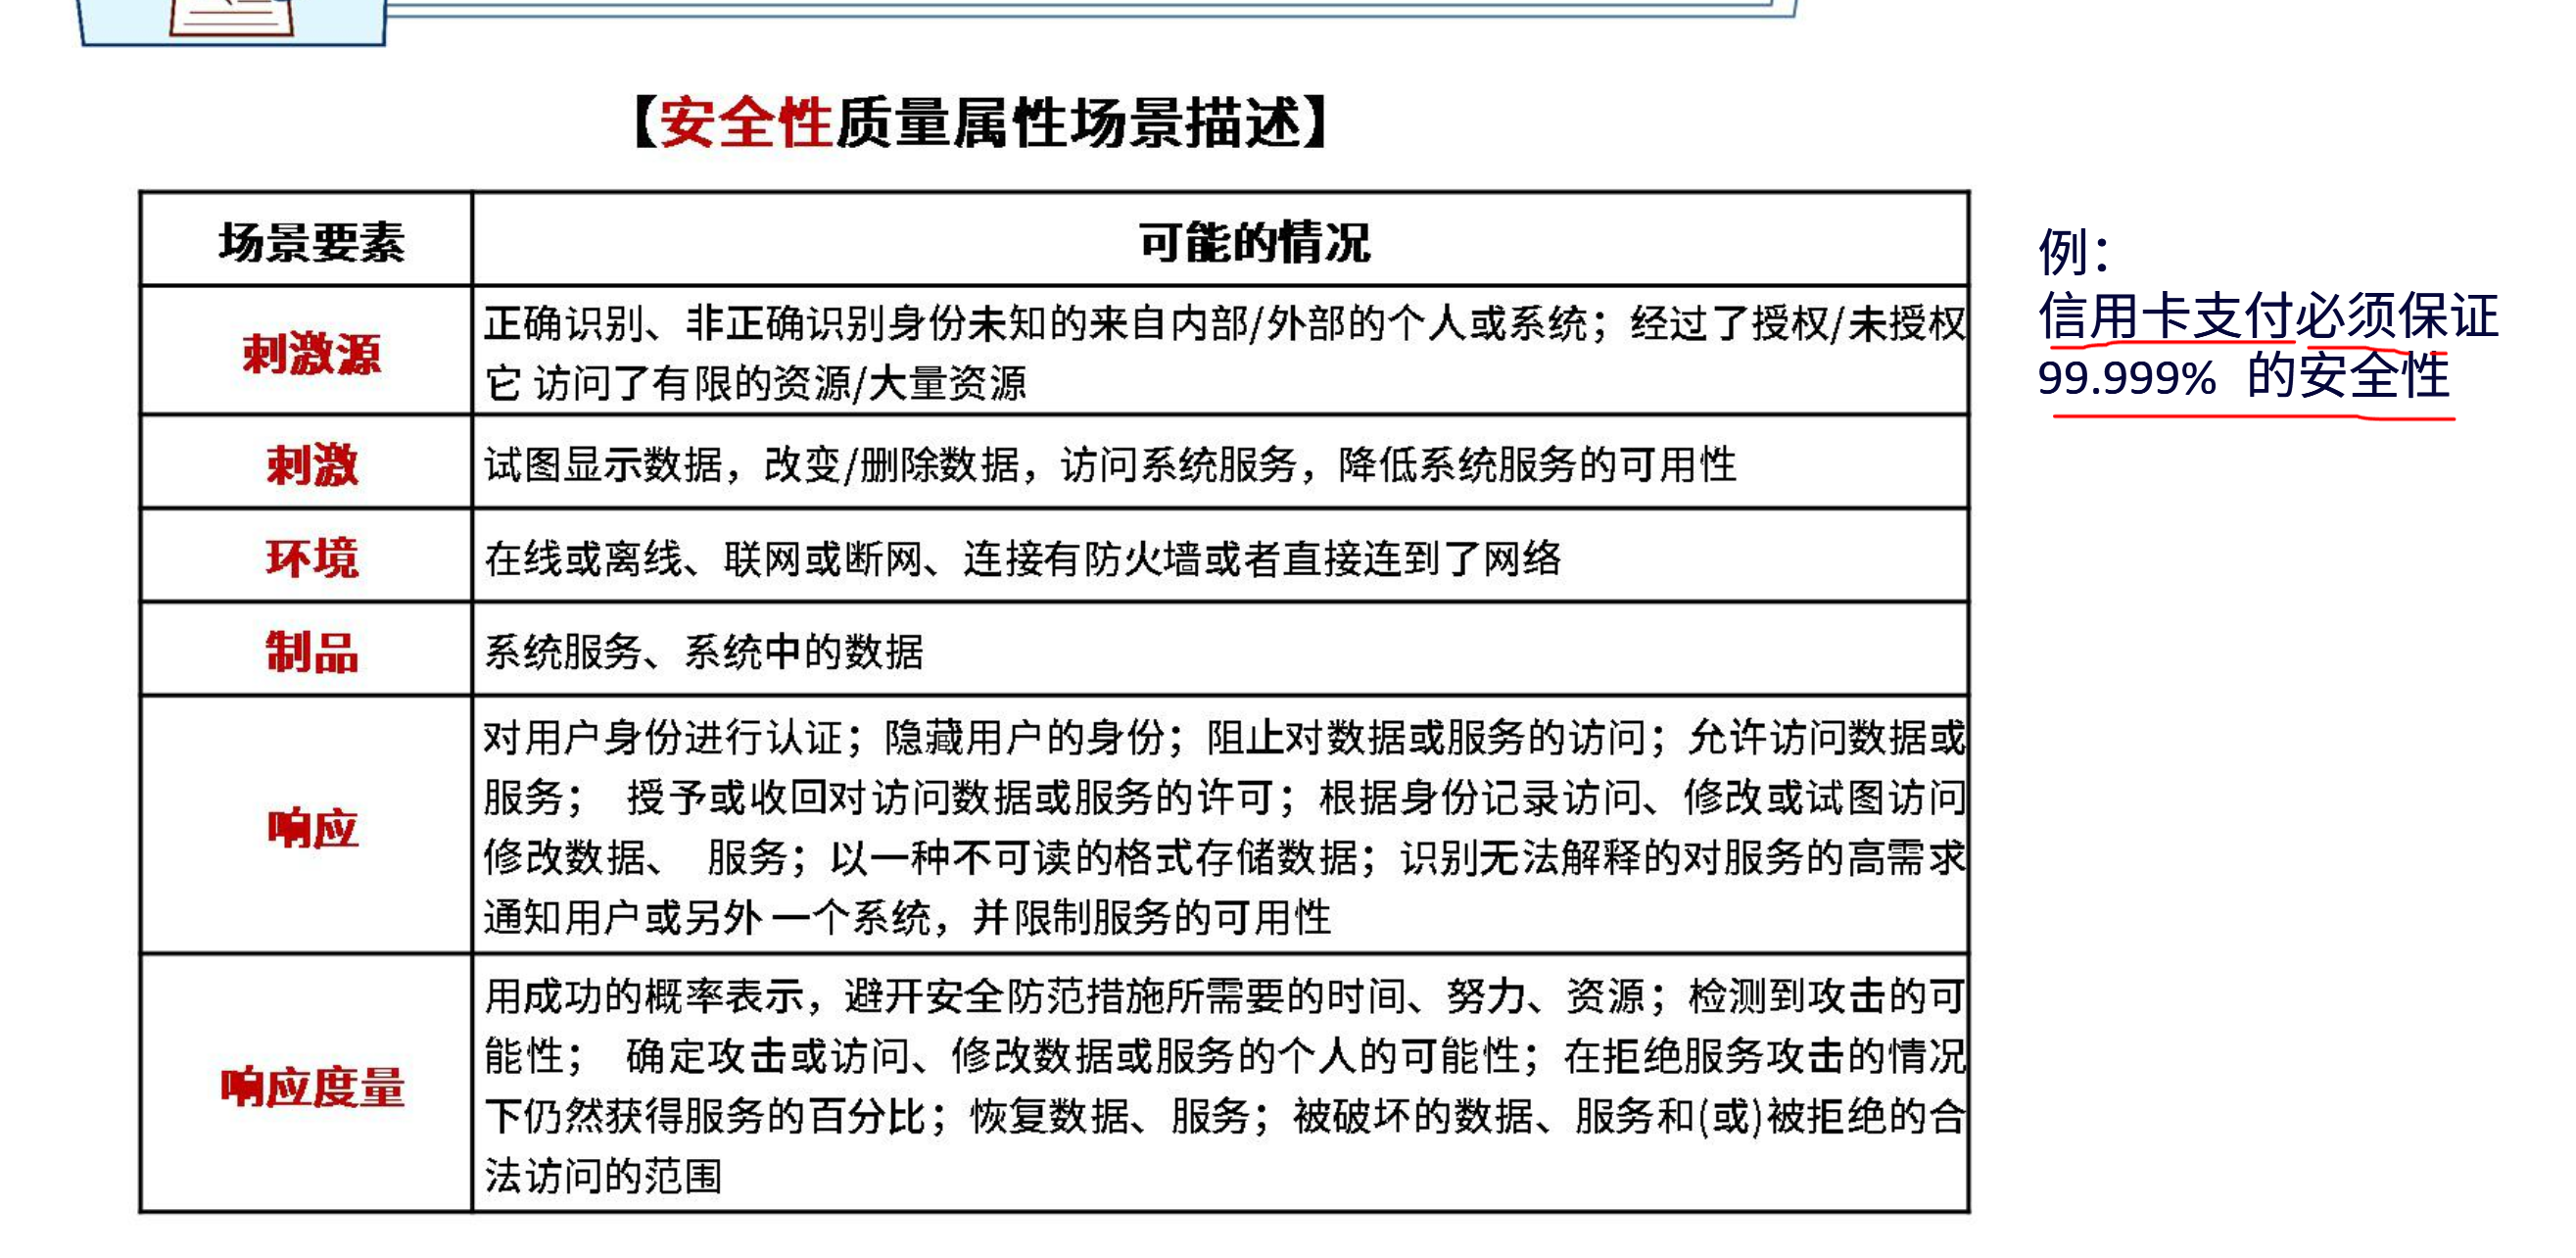 【安全性质量属性场景描述】
场景要素 可能的情况
刺激源
正确识别、非正确识别身份未知的来自内部/外部的个人或系统；经过了授权/未授权
它 访问了有限的资源/大量资源
刺激 试图显示数据，改变/删除数据，访问系统服务，降低系统服务的可用性
环境 在线或离线、联网或断网、连接有防火墙或者直接连到了网络
制品 系统服务、系统中的数据
响应
对用户身份进行认证；隐藏用户的身份；阻止对数据或服务的访问；允许访问数据或
服务； 授予或收回对访问数据或服务的许可；根据身份记录访问、修改或试图访问
修改数据、 服务；以一种不可读的格式存储数据；识别无法解释的对服务的高需求
通知用户或另外一个系统，并限制服务的可用性
响应度量
用成功的概率表示，避开安全防范措施所需要的时间、努力、资源；检测到攻击的可
能性； 确定攻击或访问、修改数据或服务的个人的可能性；在拒绝服务攻击的情况
下仍然获得服务的百分比；恢复数据、服务；被破坏的数据、服务和(或)被拒绝的合
法访问的范围
例：
信用卡支付必须保证
99.999% 的安全性